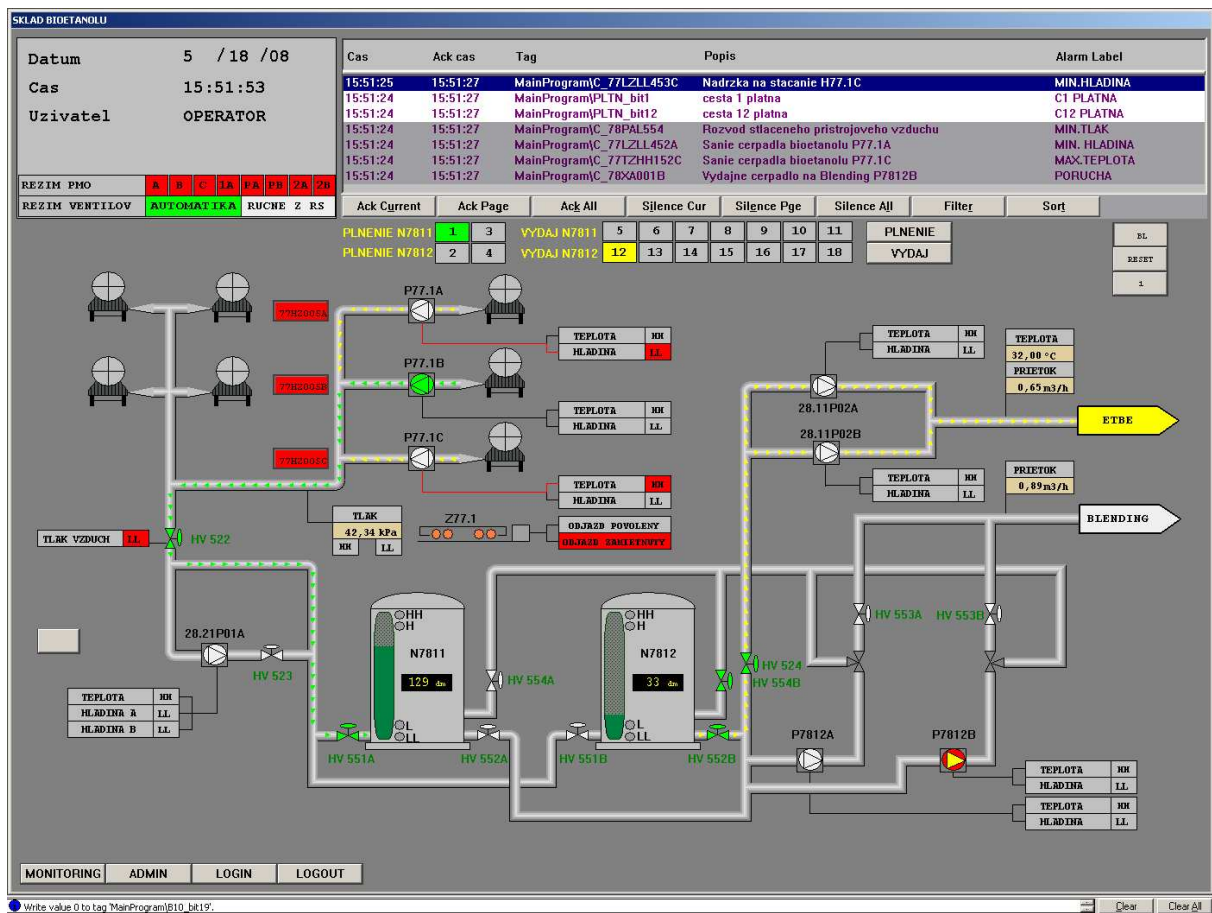 SKLAD BIOETANOLU
Datum 5 /18 /08
Cas 15:51:53
Uzivatel OPERATOR
REZIM PMO A B C 1A PA PB 2A 2B
REZIM VENTILOV AUTOMATIKA RUCNE Z RS
Cas Ack cas Tag Popis Alarm Label
15:51:25 15:51:27 MainProgram\C_77LZLL453C Nadrzka na stacanie H77.1C MIN.HLADINA
15:51:24 15:51:27 MainProgram\PLTN_bit1 cesta 1 platna C1 PLATNA
15:51:24 15:51:27 MainProgram\PLTN_bit12 cesta 12 platna C12 PLATNA
15:51:24 15:51:27 MainProgram\C_78PAL554 Rozvod stlaceneho pristrojoveho vzduchu MIN.TLAK
15:51:24 15:51:27 MainProgram\C_77LZLL452A Sanie cerpadla bioetanolu P77.1A MIN. HLADINA
15:51:24 15:51:27 MainProgram\C_77TZHH152C Sanie cerpadla bioetanolu P77.1C MAX.TEPLOTA
15:51:24 15:51:27 MainProgram\C_78XA001B Vydajne cerpadlo na Blending P7812B PORUCHA
Ack Current Ack Page Ack All Silence Cur Silence Pge Silence All Filter Sort
PLNENIE N7811 1 3 VYDAJ N7811 5 6 7 8 9 10 11 PLNENIE
PLNENIE N7812 2 4 VYDAJ N7812 12 13 14 15 16 17 18 VYDAJ
BL
RESET
1
P77.1A
77HZ005A
TEPLOTA HH
HLADINA LL
P77.1B
77HZ005B
TEPLOTA HH
HLADINA LL
P77.1C
77HZ005C
TEPLOTA HH
HLADINA LL
TEPLOTA HH
HLADINA LL
28.11P02A
28.11P02B
TEPLOTA HH
HLADINA LL
TEPLOTA
32,00 °C
PRIETOK
0,65 m3/h
ETBE
PRIETOK
0,89 m3/h
BLENDING
TLAK
42,34 kPa
HH LL
Z77.1
OBJAZD POVOLENY
OBJAZD ZAMIETNUTY
TLAK VZDUCH LL
HV 522
28.21P01A
HV 523
TEPLOTA HH
HLADINA A LL
HLADINA B LL
HH
H
N7811
129 dm
L
LL
HV 554A
HH
H
N7812
33 dm
L
LL
HV 524
HV 554B
HV 553A HV 553B
HV 551A HV 552A HV 551B HV 552B
P7812A P7812B
TEPLOTA HH
HLADINA LL
TEPLOTA HH
HLADINA LL
MONITORING ADMIN LOGIN LOGOUT
Write value 0 to tag 'MainProgram\B10_bit19'. Clear Clear All